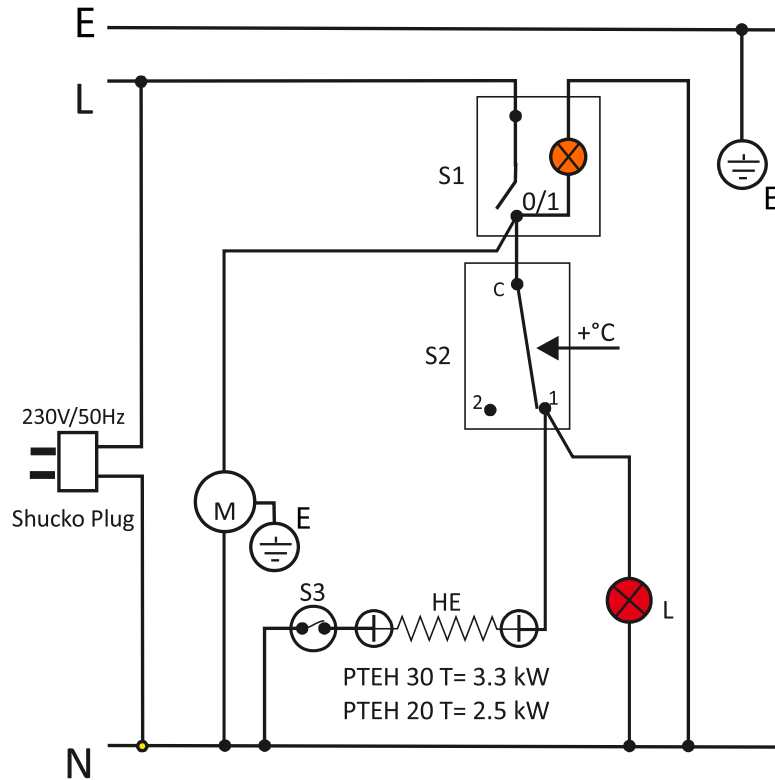 E
L
S1
0/1
E
C
+°C
S2
2
1
230V/50Hz
Shucko Plug
M
E
S3
HE
L
PTEH 30 T= 3.3 kW
PTEH 20 T= 2.5 kW
N